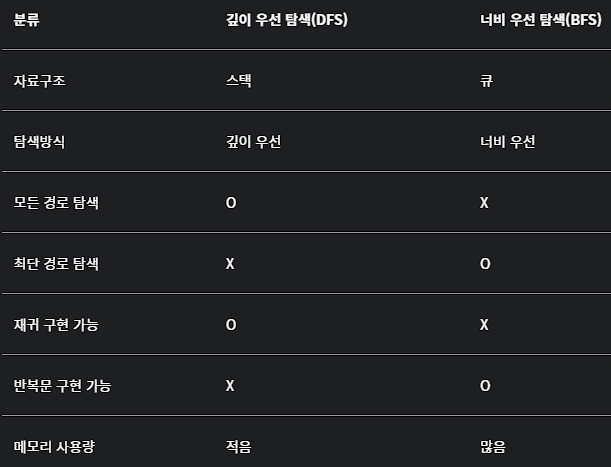 분류 깊이 우선 탐색(DFS) 너비 우선 탐색(BFS)
자료구조 스택 큐
탐색방식 깊이 우선 너비 우선
모든 경로 탐색 O X
최단 경로 탐색 X O
재귀 구현 가능 O X
반복문 구현 가능 X O
메모리 사용량 적음 많음